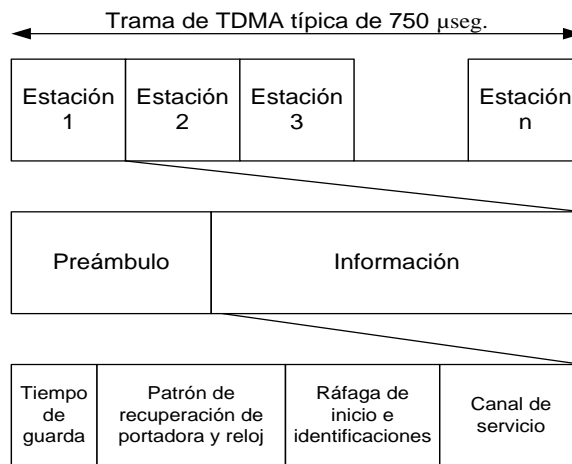 Trama de TDMA típica de 750 μseg.
Estación
1
Estación
2
Estación
3
Estación
n
Preámbulo
Información
Tiempo
de
guarda
Patrón de
recuperación de
portadora y reloj
Ráfaga de
inicio e
identificaciones
Canal de
servicio